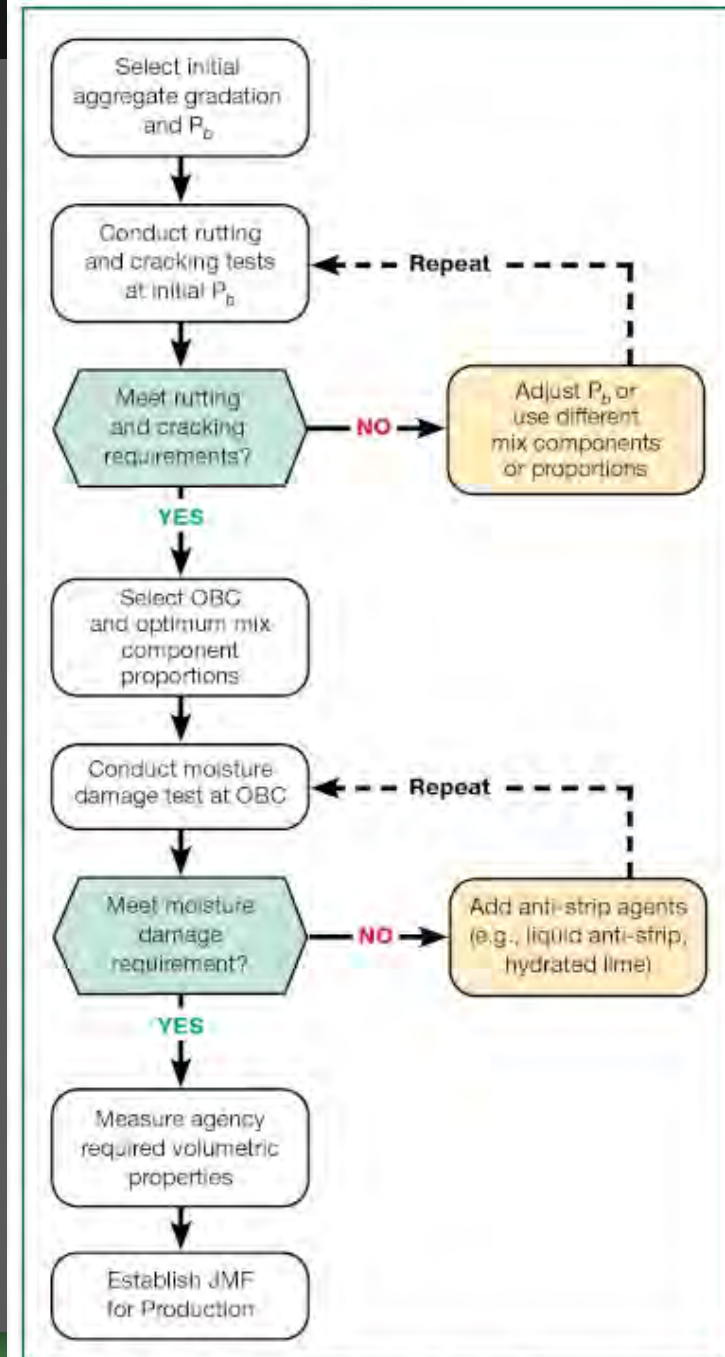 Select initial
aggregate gradation
and P_b
Conduct rutting
and cracking tests
at initial P_b
Repeat
Meet rutting
and cracking
requirements?
NO
Adjust P_b or
use different
mix components
or proportions
YES
Select OBC
and optimum mix
component
proportions
Conduct moisture
damage test at OBC
Repeat
Meet moisture
damage
requirement?
NO
Add anti-strip agents
(e.g., liquid anti-strip,
hydrated lime)
YES
Measure agency
required volumetric
properties
Establish JMF
for Production